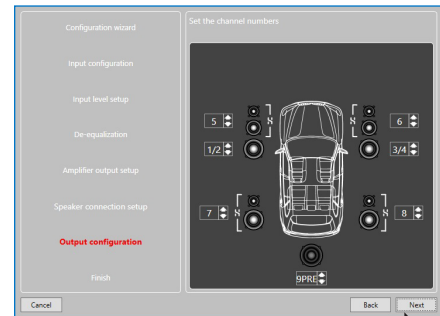 Configuration wizard
Set the channel numbers
Input configuration
Input level setup
De-equalization
Amplifier output setup
Speaker connection setup
Output configuration
Finish
5
6
1/2
3/4
7
8
9PRE
Cancel
Back
Next